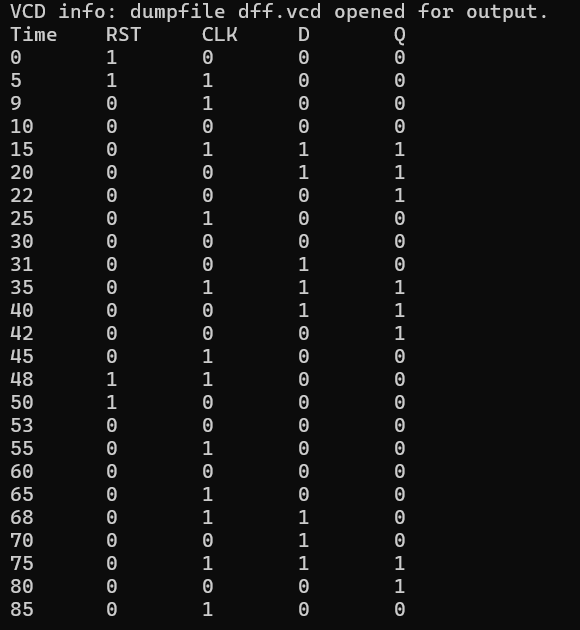 VCD info: dumpfile dff.vcd opened for output.
Time RST CLK D Q
0 1 0 0 0
5 1 1 0 0
9 0 1 0 0
10 0 0 0 0
15 0 1 1 1
20 0 0 1 1
22 0 0 0 1
25 0 1 0 0
30 0 0 0 0
31 0 0 1 0
35 0 1 1 1
40 0 0 1 1
42 0 0 0 1
45 0 1 0 0
48 1 1 0 0
50 1 0 0 0
53 0 0 0 0
55 0 1 0 0
60 0 0 0 0
65 0 1 0 0
68 0 1 1 0
70 0 0 1 0
75 0 1 1 1
80 0 0 0 1
85 0 1 0 0